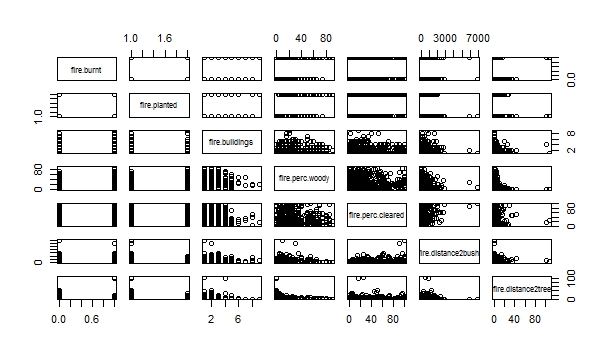 1.0 1.6 0 40 80 0 3000 7000
fire.burnt 0.0
1.0 fire.planted
fire.buildings 2 8
0 80 fire.perc.woody
fire.perc.cleared 0 80
0 fire.distance2bush
fire.distance2tree 0 100
0.0 0.6 2 6 0 40 80 0 40 80